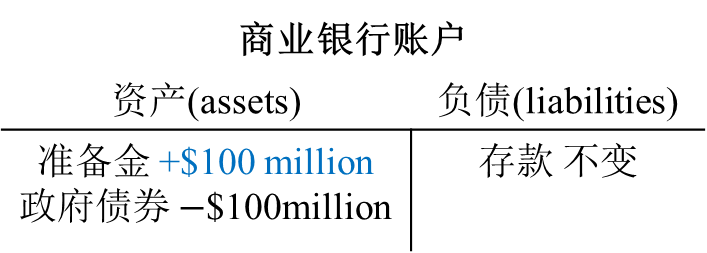 商业银行账户
资产(assets) 负债(liabilities)
准备金 +$100 million 存款 不变
政府债券 −$100million